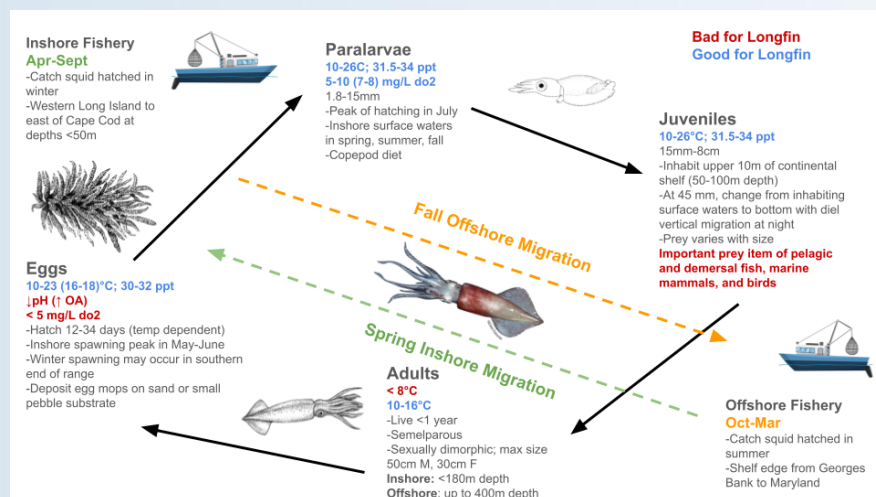 Inshore Fishery
Apr-Sept
-Catch squid hatched in
winter
-Western Long Island to
east of Cape Cod at
depths <50m
Paralarvae
10-26C; 31.5-34 ppt
5-10 (7-8) mg/L do2
1.8-15mm
-Peak of hatching in July
-Inshore surface waters
in spring, summer, fall
-Copepod diet
Bad for Longfin
Good for Longfin
Juveniles
10-26°C; 31.5-34 ppt
15mm-8cm
-Inhabit upper 10m of continental
shelf (50-100m depth)
-At 45 mm, change from inhabiting
surface waters to bottom with diel
vertical migration at night
-Prey varies with size
Important prey item of pelagic
and demersal fish, marine
mammals, and birds
Fall Offshore Migration
Spring Inshore Migration
Eggs
10-23 (16-18)°C; 30-32 ppt
↓pH (↑ OA)
< 5 mg/L do2
-Hatch 12-34 days (temp dependent)
-Inshore spawning peak in May-June
-Winter spawning may occur in southern
end of range
-Deposit egg mops on sand or small
pebble substrate
Adults
< 8°C
10-16°C
-Live <1 year
-Semelparous
-Sexually dimorphic; max size
50cm M, 30cm F
Inshore: <180m depth
Offshore: up to 400m depth
Offshore Fishery
Oct-Mar
-Catch squid hatched in
summer
-Shelf edge from Georges
Bank to Maryland